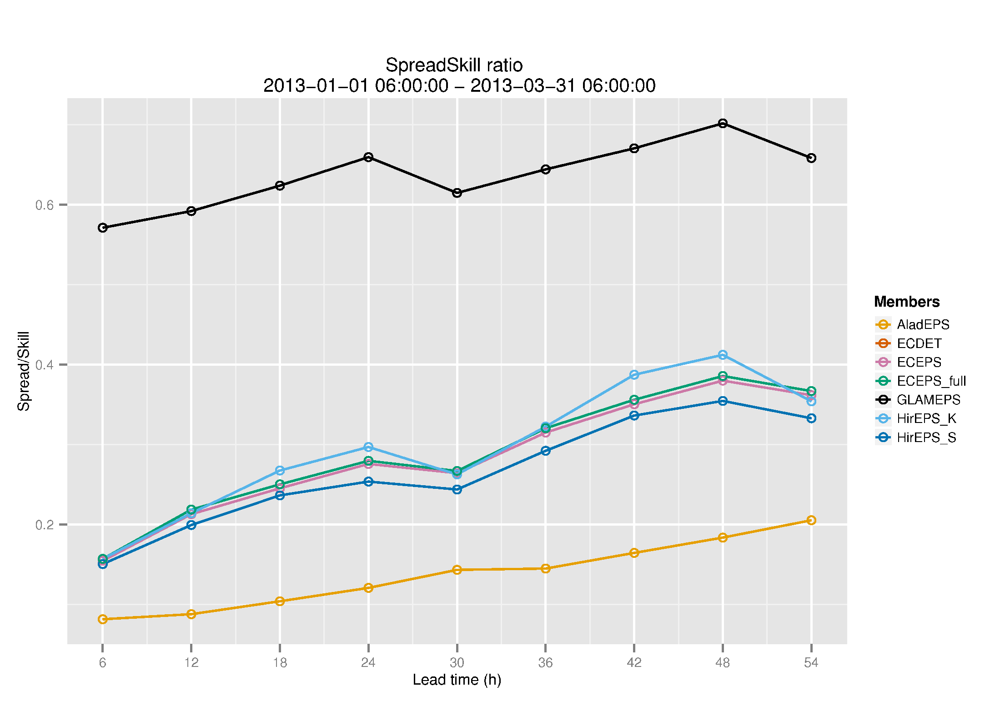 SpreadSkill ratio
2013−01−01 06:00:00 − 2013−03−31 06:00:00
Spread/Skill
0.6
0.4
0.2
6 12 18 24 30 36 42 48 54
Lead time (h)
Members
AladEPS
ECDET
ECEPS
ECEPS_full
GLAMEPS
HirEPS_K
HirEPS_S